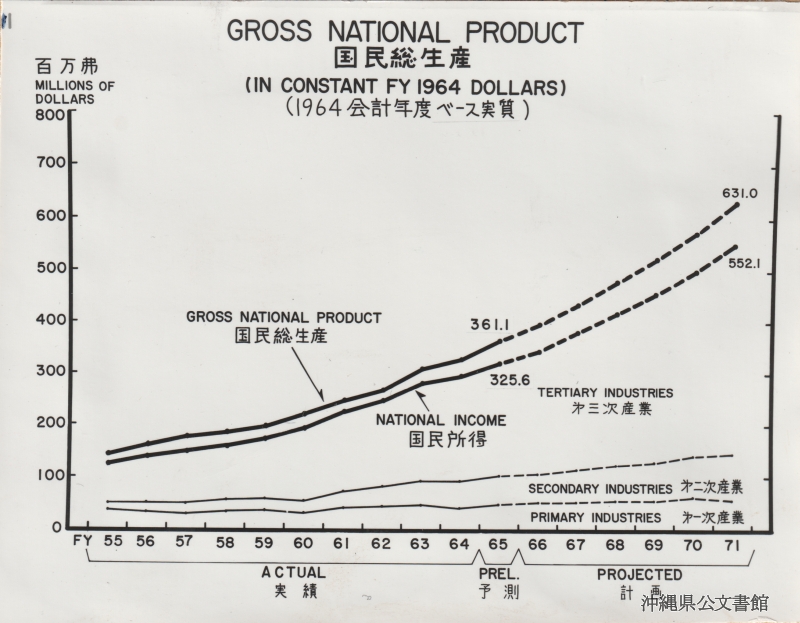 GROSS NATIONAL PRODUCT
国民総生産
(IN CONSTANT FY 1964 DOLLARS)
(1964会計年度ベース実質)
百万弗
MILLIONS OF
DOLLARS
800
700
600
500
400
300
200
100
0
631.0
552.1
361.1
325.6
GROSS NATIONAL PRODUCT
国民総生産
NATIONAL INCOME
国民所得
TERTIARY INDUSTRIES
才三次産業
SECONDARY INDUSTRIES 才二次産業
PRIMARY INDUSTRIES 才一次産業
FY 55 56 57 58 59 60 61 62 63 64 65 66 67 68 69 70 71
ACTUAL PREL. PROJECTED
実績 予測 計画
沖縄県公文書館